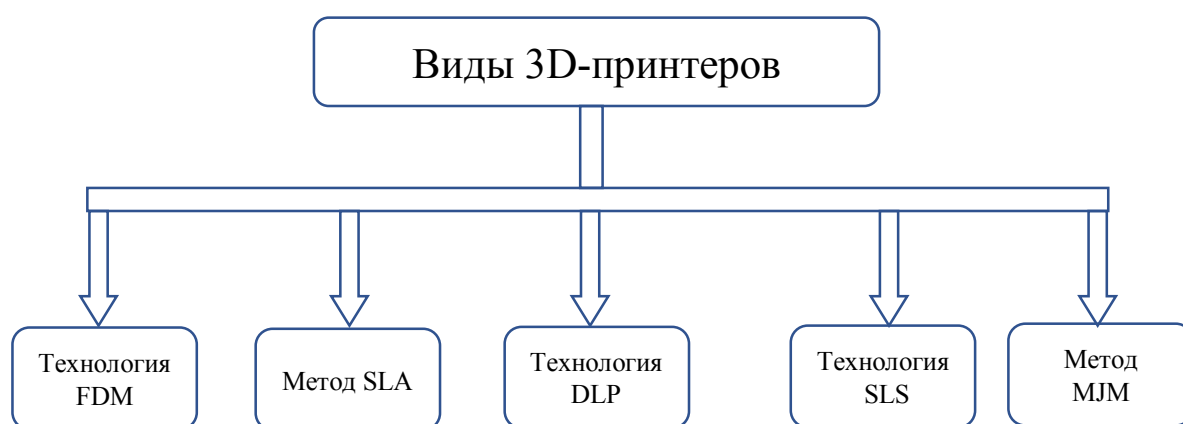 Виды 3D-принтеров
Технология
FDM
Метод SLA
Технология
DLP
Технология
SLS
Метод
MJM